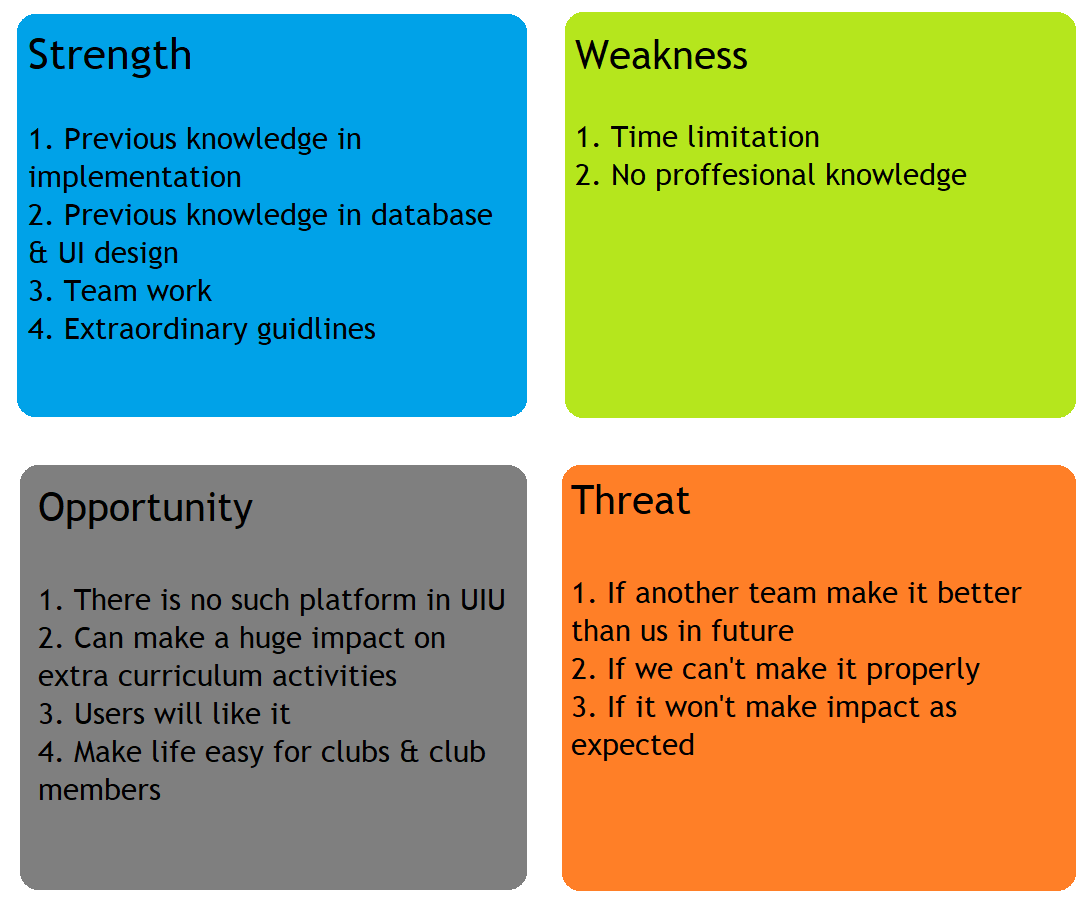 Strength
1. Previous knowledge in
implementation
2. Previous knowledge in database
& UI design
3. Team work
4. Extraordinary guidlines
Weakness
1. Time limitation
2. No proffesional knowledge
Opportunity
1. There is no such platform in UIU
2. Can make a huge impact on
extra curriculum activities
3. Users will like it
4. Make life easy for clubs & club
members
Threat
1. If another team make it better
than us in future
2. If we can't make it properly
3. If it won't make impact as
expected